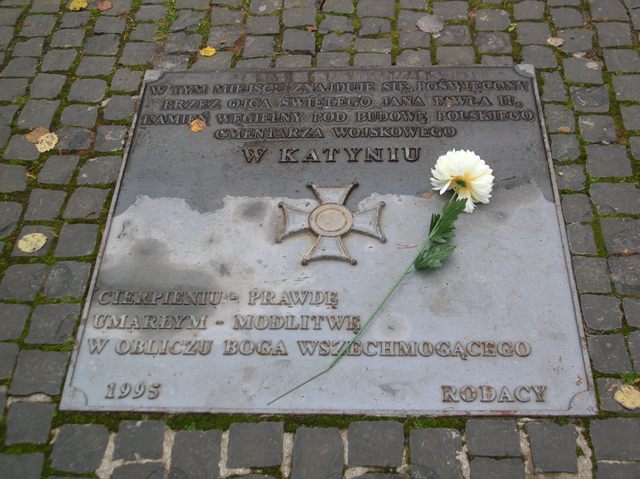 W TYM MIEJSCU ZNAJDUJE SIĘ, POŚWIĘCONY
PRZEZ OJCA ŚWIĘTEGO JANA PAWŁA II,
KAMIEŃ WĘGIELNY POD BUDOWĘ POLSKIEGO
CMENTARZA WOJSKOWEGO
W KATYNIU
CIERPIENIU - PRAWDĘ
UMARŁYM - MODLITWĘ
W OBLICZU BOGA WSZECHMOGĄCEGO
1995
RODACY